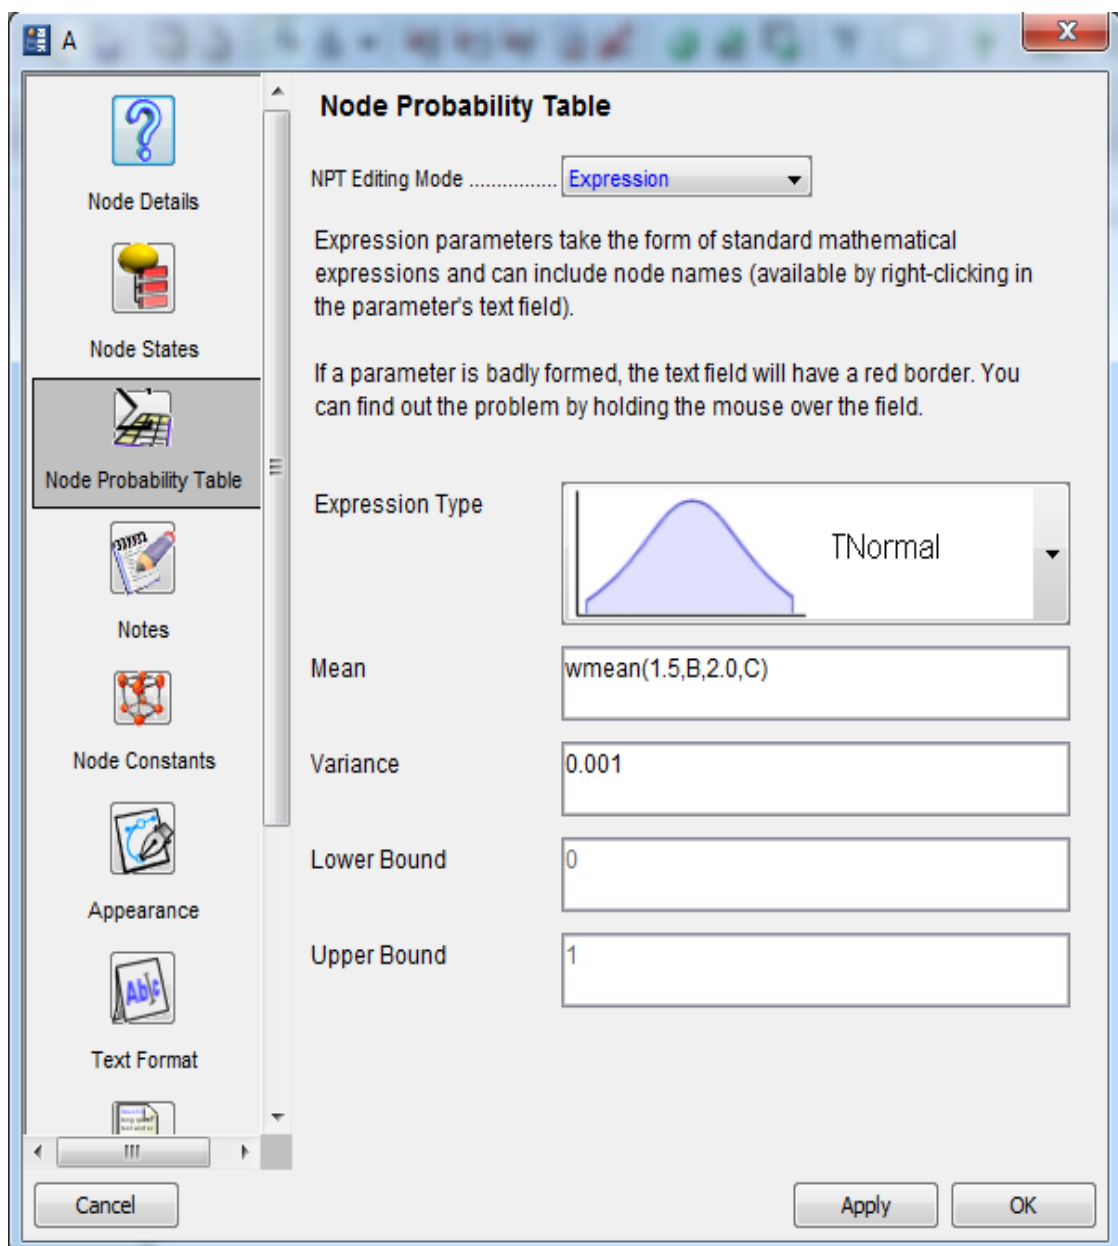 A
x
Node Details
Node States
Node Probability Table
Notes
Node Constants
Appearance
Text Format
Node Probability Table
NPT Editing Mode ................ Expression
Expression parameters take the form of standard mathematical
expressions and can include node names (available by right-clicking in
the parameter's text field).
If a parameter is badly formed, the text field will have a red border. You
can find out the problem by holding the mouse over the field.
Expression Type
TNormal
Mean
wmean(1.5,B,2.0,C)
Variance
0.001
Lower Bound
0
Upper Bound
1
Cancel
Apply
OK